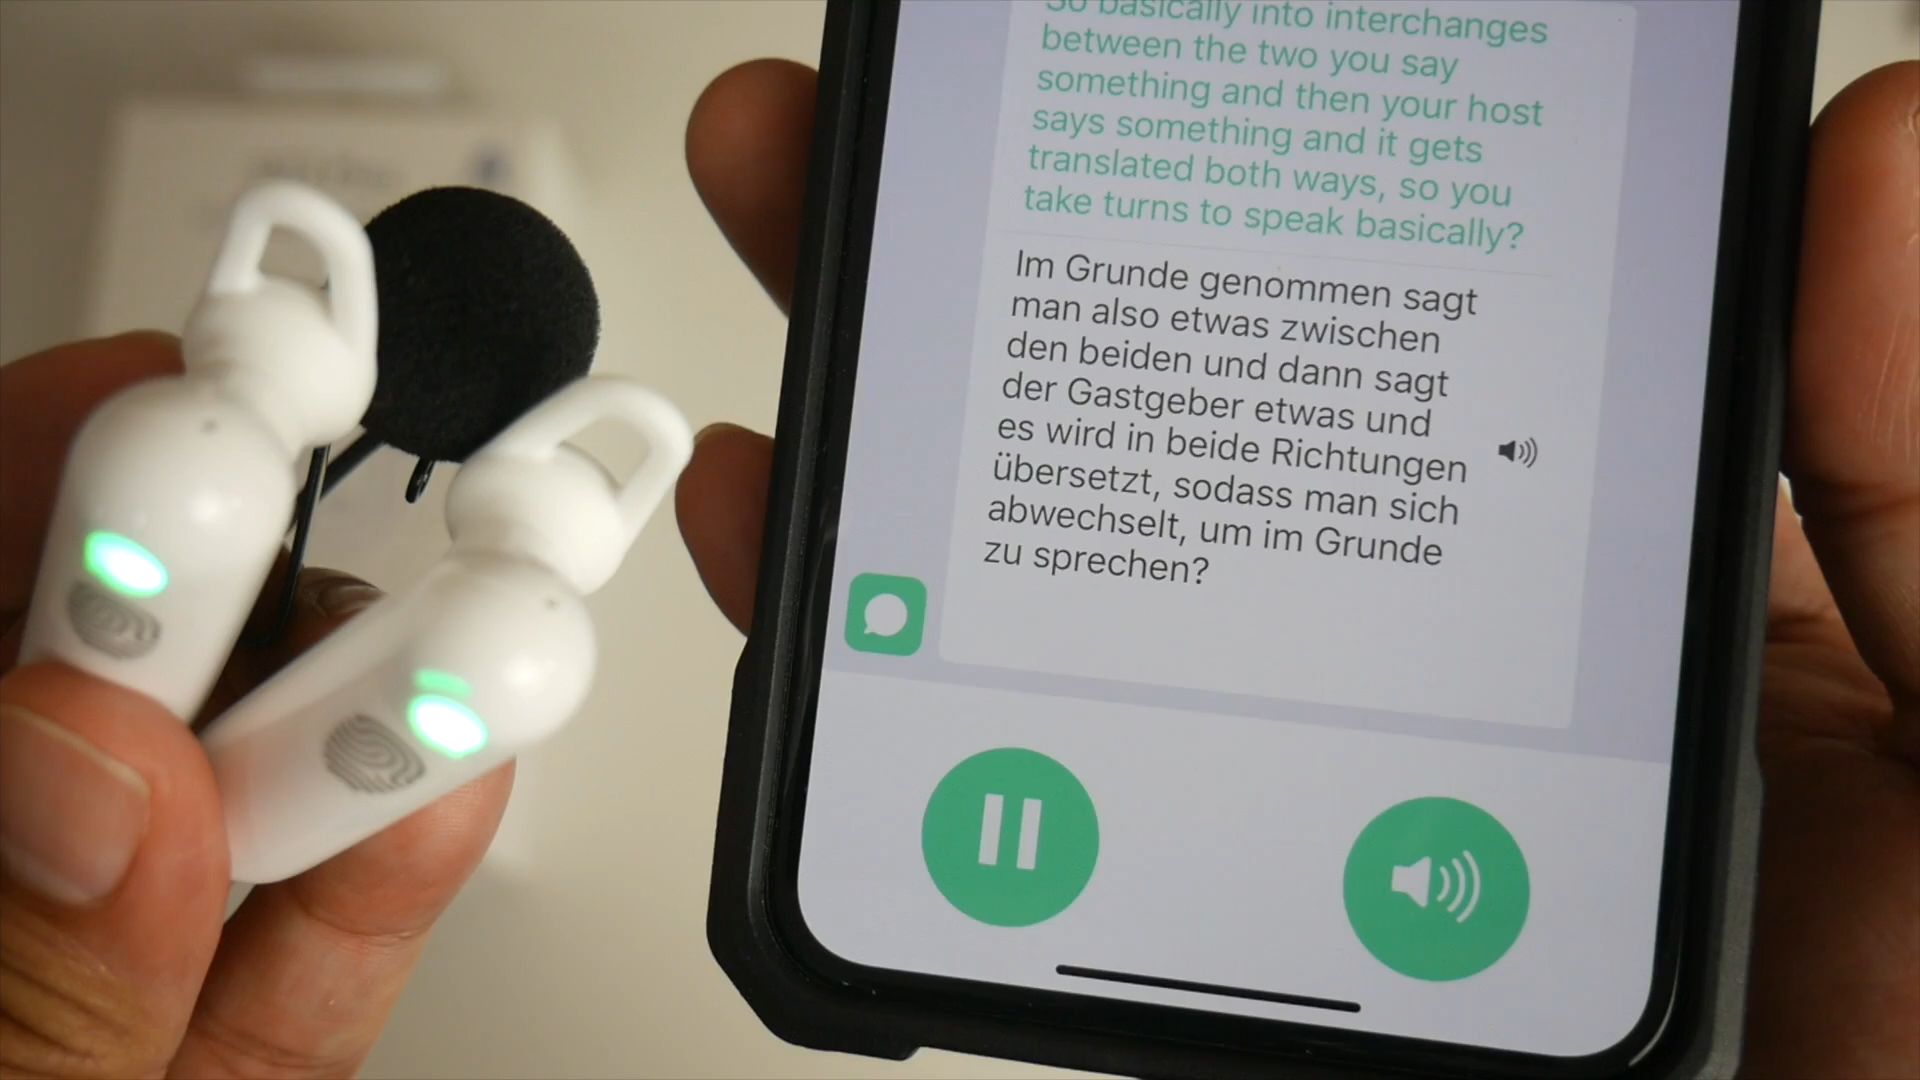 So basically into interchanges
between the two you say
something and then your host
says something and it gets
translated both ways, so you
take turns to speak basically?
Im Grunde genommen sagt
man also etwas zwischen
den beiden und dann sagt
der Gastgeber etwas und
es wird in beide Richtungen
übersetzt, sodass man sich
abwechselt, um im Grunde
zu sprechen?